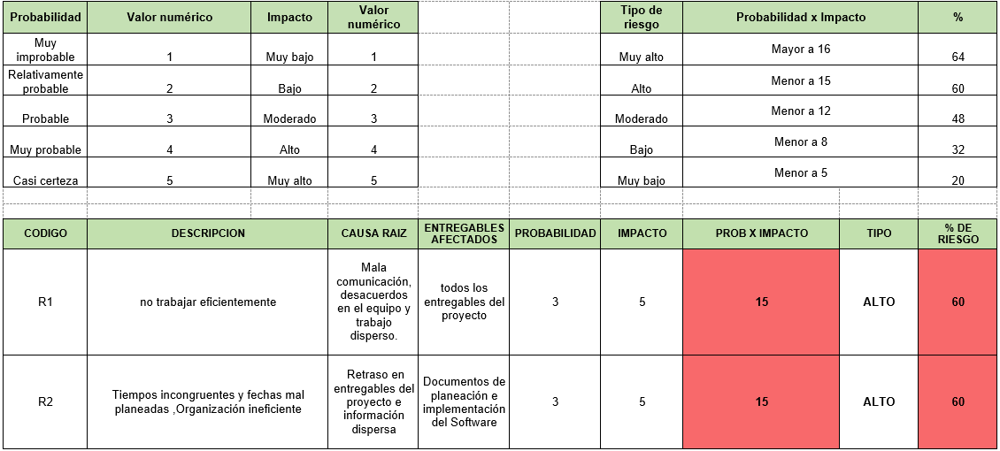 Probabilidad Valor numérico Impacto Valor numérico
Muy improbable 1 Muy bajo 1
Relativamente probable 2 Bajo 2
Probable 3 Moderado 3
Muy probable 4 Alto 4
Casi certeza 5 Muy alto 5
Tipo de riesgo Probabilidad x Impacto %
Muy alto Mayor a 16 64
Alto Menor a 15 60
Moderado Menor a 12 48
Bajo Menor a 8 32
Muy bajo Menor a 5 20
CODIGO DESCRIPCION CAUSA RAIZ ENTREGABLES AFECTADOS PROBABILIDAD IMPACTO PROB X IMPACTO TIPO % DE RIESGO
R1
no trabajar eficientemente
Mala
comunicación,
desacuerdos
en el equipo y
trabajo
disperso.
todos los
entregables del
proyecto
3 5 15 ALTO 60
R2
Tiempos incongruentes y fechas mal
planeadas ,Organización ineficiente
Retraso en
entregables del
proyecto e
información
dispersa
Documentos de
planeación e
implementación
del Software
3 5 15 ALTO 60